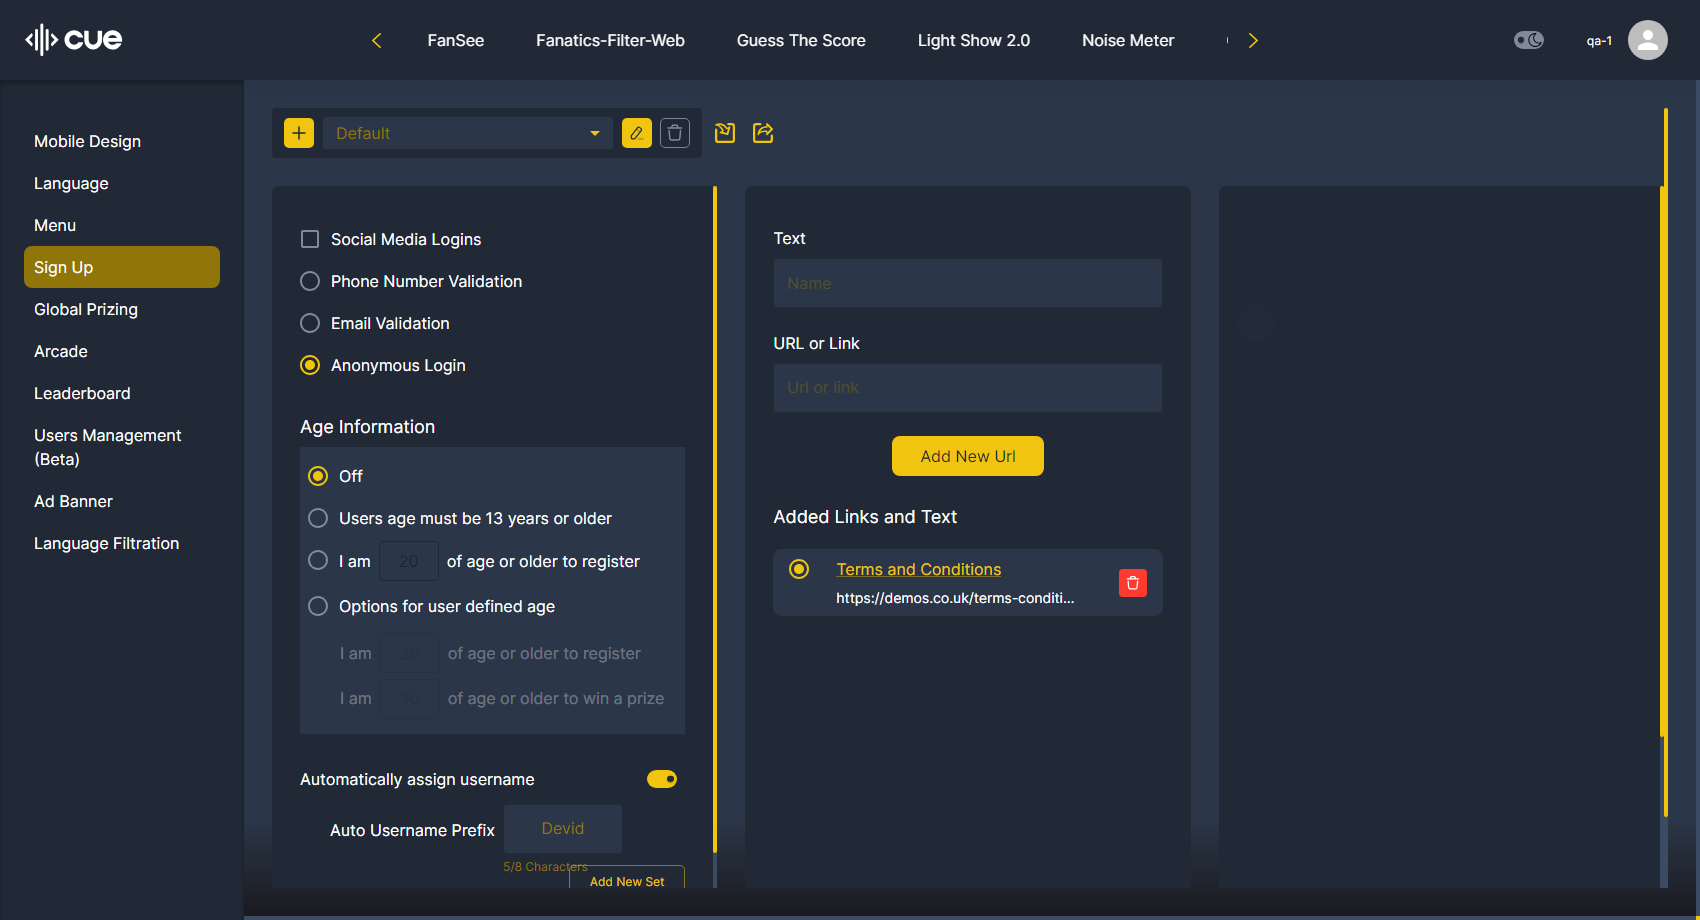 cue
FanSee
Fanatics-Filter-Web
Guess The Score
Light Show 2.0
Noise Meter
qa-1
Mobile Design
Language
Menu
Sign Up
Global Prizing
Arcade
Leaderboard
Users Management
(Beta)
Ad Banner
Language Filtration
Default
Social Media Logins
Phone Number Validation
Email Validation
Anonymous Login
Age Information
Off
Users age must be 13 years or older
I am 20 of age or older to register
Options for user defined age
I am 20 of age or older to register
I am 30 of age or older to win a prize
Automatically assign username
Auto Username Prefix Devid
5/8 Characters
Add New Set
Text
Name
URL or Link
Url or link
Add New Url
Added Links and Text
Terms and Conditions
https://demos.co.uk/terms-conditi...